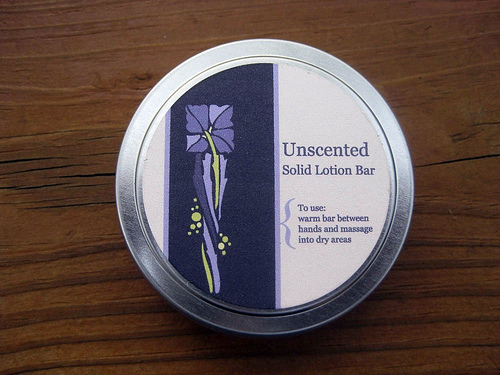 Unscented
Solid Lotion Bar
To use:
warm bar between
hands and massage
into dry areas